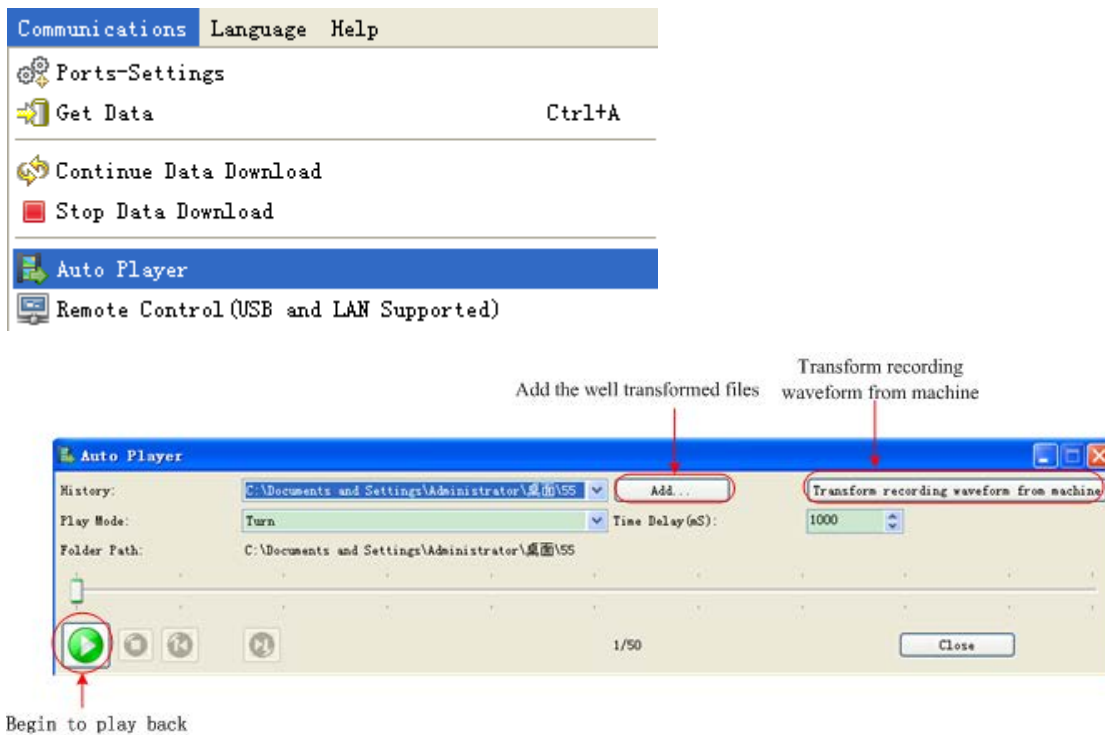 Communications Language Help
Ports-Settings
Get Data Ctrl+A
Continue Data Download
Stop Data Download
Auto Player
Remote Control(USB and LAN Supported)
Transform recording
waveform from machine
Add the well transformed files
Auto Player
History: C:\Documents and Settings\Administrator\桌面\55 Add... Transform recording waveform from machine
Play Mode: Turn Time Delay(mS): 1000
Folder Path: C:\Documents and Settings\Administrator\桌面\55
1/50 Close
Begin to play back